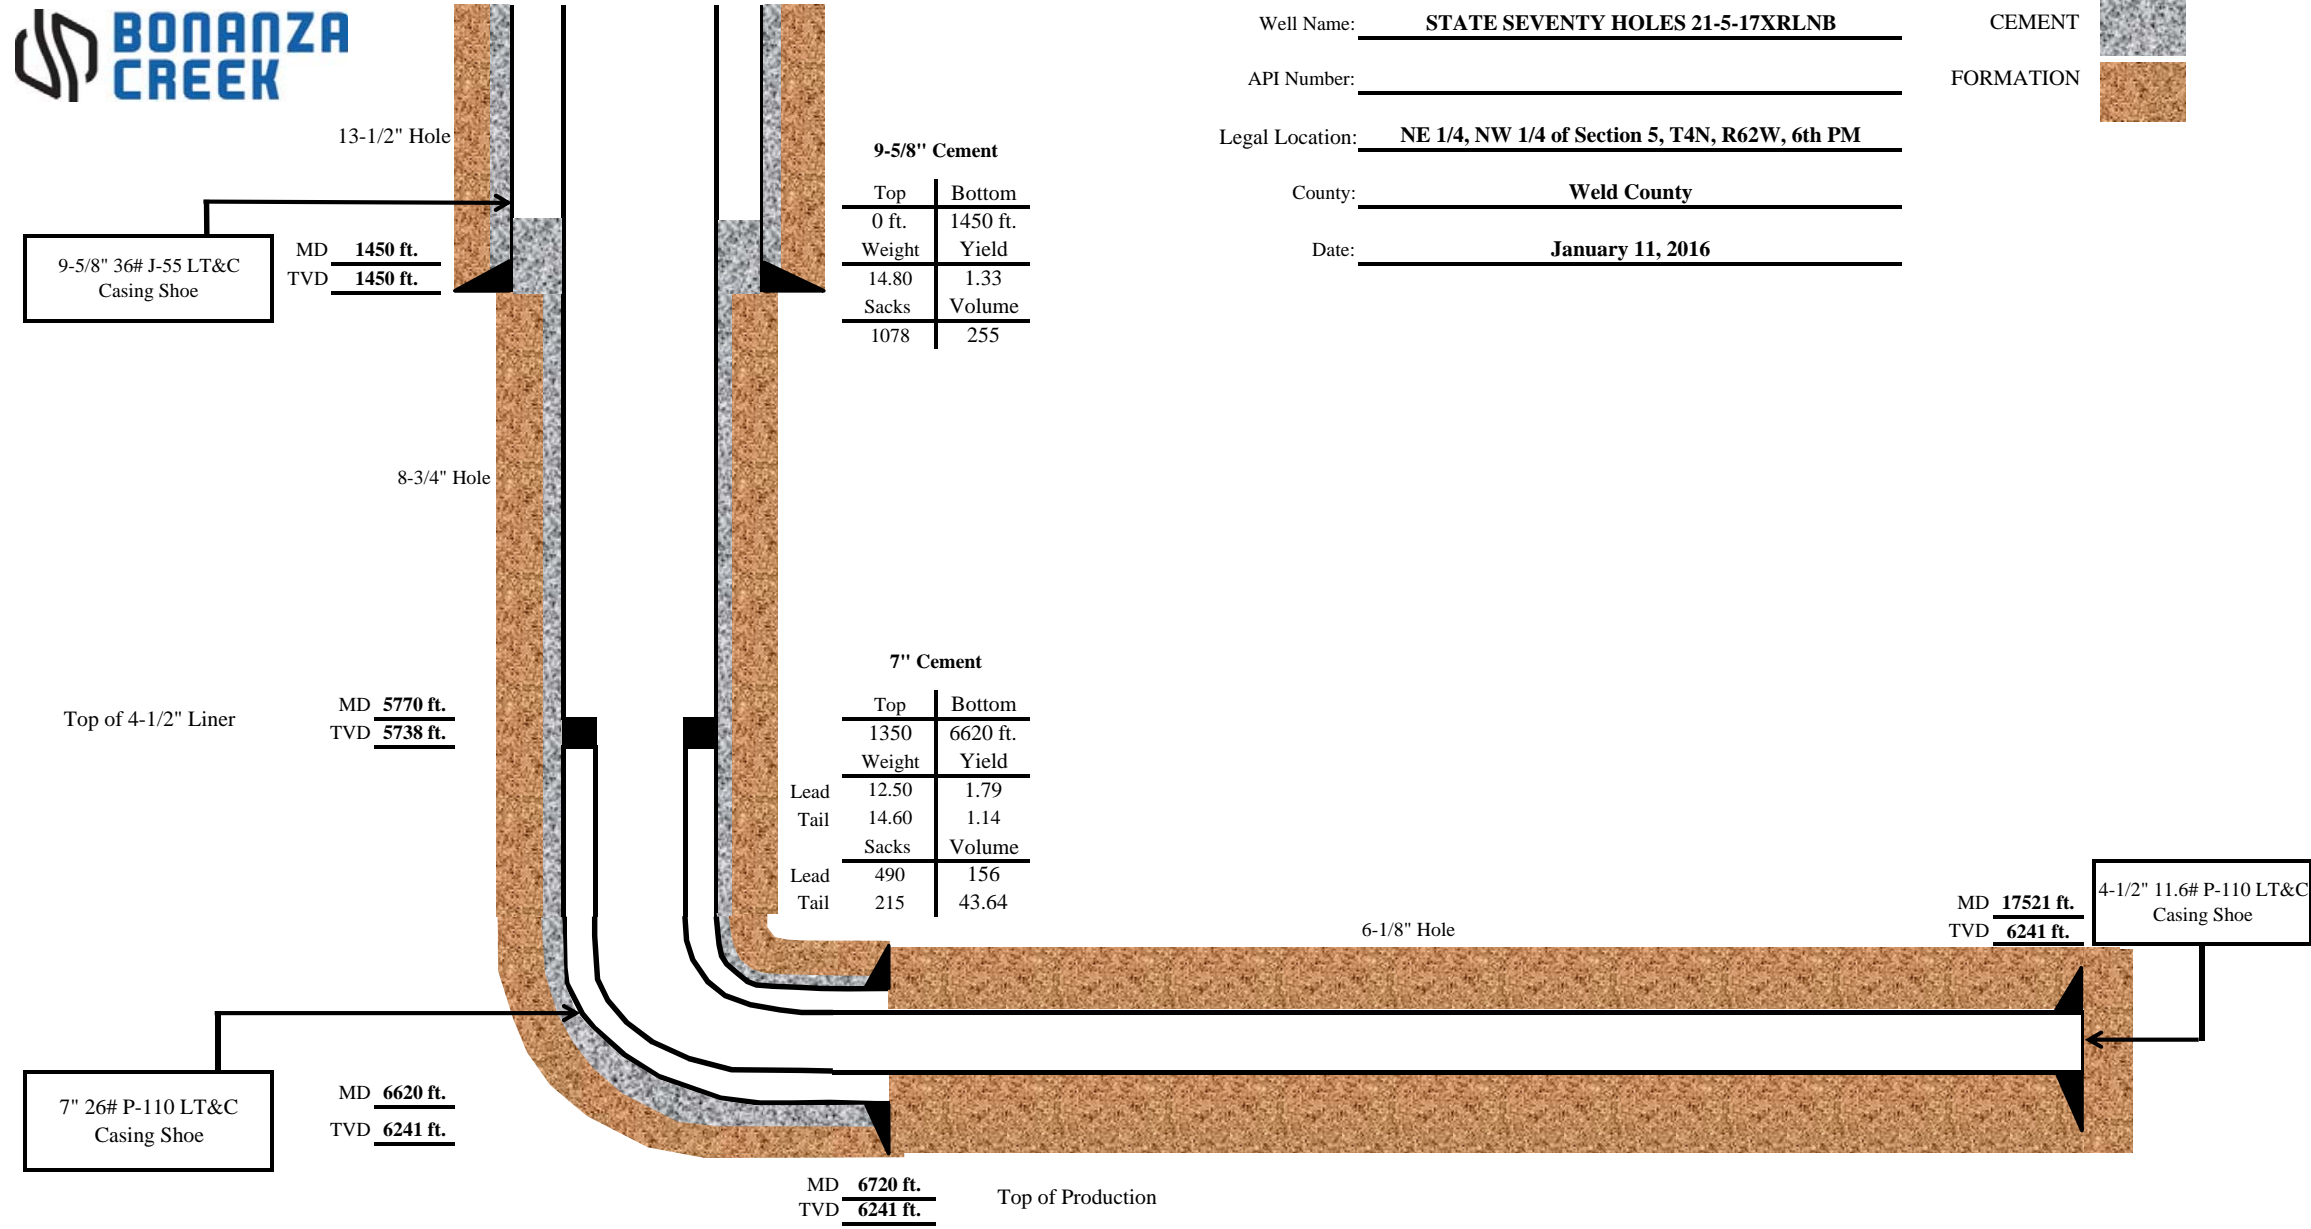 BONANZA
CREEK
Well Name: STATE SEVENTY HOLES 21-5-17XRLNB
API Number:
Legal Location: NE 1/4, NW 1/4 of Section 5, T4N, R62W, 6th PM
County: Weld County
Date: January 11, 2016
CEMENT
FORMATION
13-1/2" Hole
9-5/8" 36# J-55 LT&C
Casing Shoe
MD 1450 ft.
TVD 1450 ft.
9-5/8" Cement
Top Bottom
0 ft. 1450 ft.
Weight Yield
14.80 1.33
Sacks Volume
1078 255
8-3/4" Hole
Top of 4-1/2" Liner
MD 5770 ft.
TVD 5738 ft.
7" Cement
Top Bottom
1350 6620 ft.
Weight Yield
Lead 12.50 1.79
Tail 14.60 1.14
Sacks Volume
Lead 490 156
Tail 215 43.64
6-1/8" Hole
MD 17521 ft.
TVD 6241 ft.
4-1/2" 11.6# P-110 LT&C
Casing Shoe
7" 26# P-110 LT&C
Casing Shoe
MD 6620 ft.
TVD 6241 ft.
MD 6720 ft.
TVD 6241 ft.
Top of Production